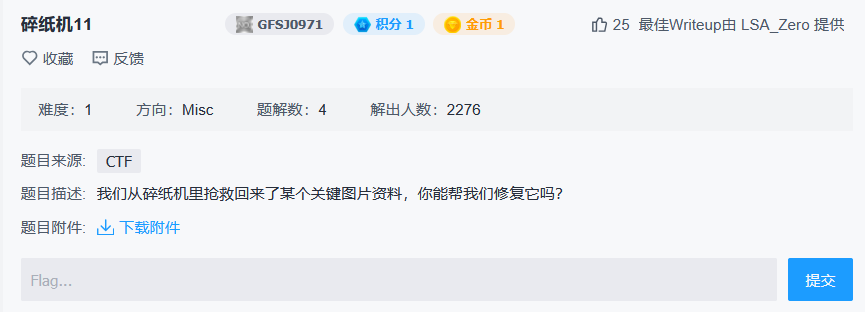 碎纸机11 GFSJ0971 积分 1 金币 1 25 最佳Writeup由 LSA_Zero 提供
收藏 反馈
难度：1 方向：Misc 题解数：4 解出人数：2276
题目来源: CTF
题目描述: 我们从碎纸机里抢救回来了某个关键图片资料，你能帮我们修复它吗？
题目附件: 下载附件
Flag... 提交